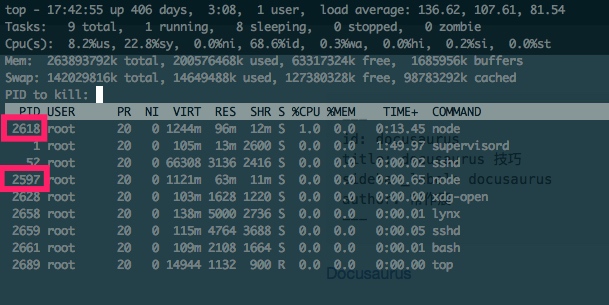 top - 17:42:55 up 406 days,  3:08,  1 user,  load average: 136.62, 107.61, 81.54
Tasks:   9 total,   1 running,   8 sleeping,   0 stopped,   0 zombie
Cpu(s):  8.2%us, 22.8%sy,  0.0%ni, 68.6%id,  0.3%wa,  0.0%hi,  0.2%si,  0.0%st
Mem:  263893792k total, 200576468k used, 63317324k free,  1685956k buffers
Swap: 142029816k total, 14649488k used, 127380328k free, 98783292k cached
PID to kill:
PID USER      PR  NI  VIRT  RES  SHR S %CPU %MEM    TIME+  COMMAND
2618 root      20   0 1244m  96m  12m S  1.0  0.0   0:13.45 node
1 root      20   0  105m  13m 2600 S  0.0  0.0   1:49.97 supervisord
52 root      20   0 66308 3136 2416 S  0.0  0.0   0:00.02 sshd
2597 root      20   0 1121m  63m  11m S  0.0  0.0   node
2628 root      20   0  103m 1628 1220 S  0.0  0.0   xdg-open
2658 root      20   0  138m 5000 2736 S  0.0  0.0   0:00.01 lynx
2659 root      20   0  115m 4764 3688 S  0.0  0.0   0:00.05 sshd
2661 root      20   0  109m 2108 1664 S  0.0  0.0   0:00.01 bash
2689 root      20   0 14944 1132  900 R  0.0  0.0   0:00.00 top
id: docusaurus
title: docusaurus 技巧
docusaurus
Docusaurus